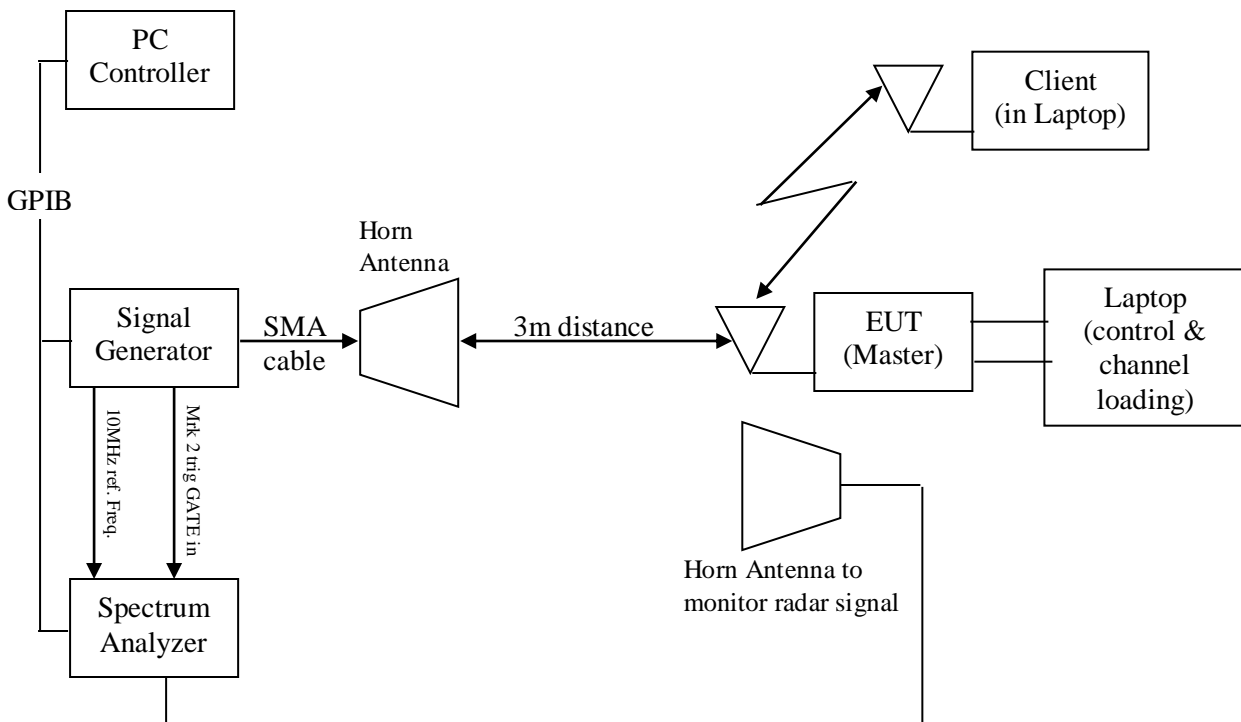 PC
Controller
Client
(in Laptop)
GPIB
Horn
Antenna
Signal
Generator
SMA
cable
3m distance
EUT
(Master)
Laptop
(control &
channel
loading)
10MHz ref. Freq.
Mrk 2 trig GATE in
Horn Antenna to
monitor radar signal
Spectrum
Analyzer